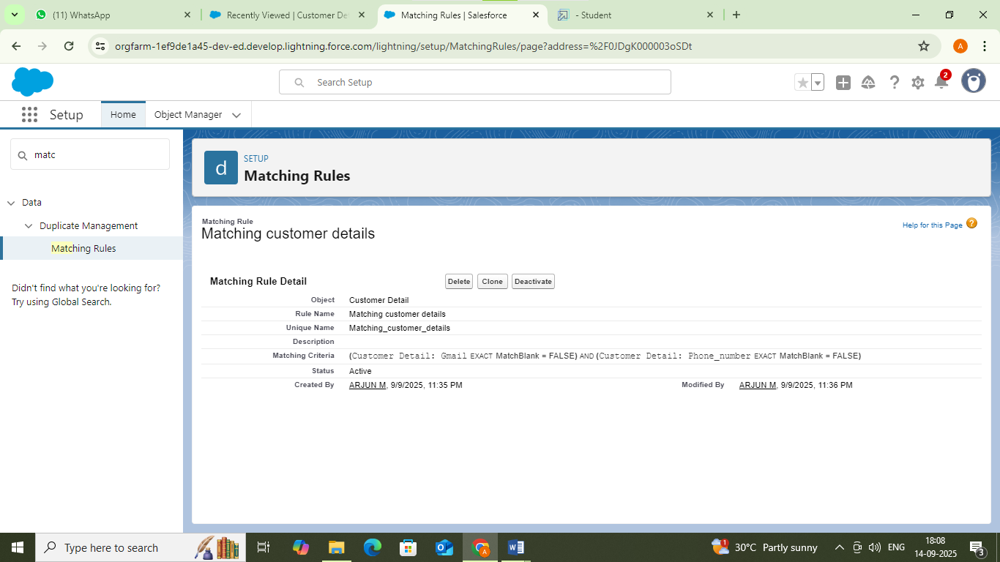 (11) WhatsApp
Recently Viewed | Customer De
Matching Rules | Salesforce
- Student
orgfarm-1ef9de1a45-dev-ed.develop.lightning.force.com/lightning/setup/MatchingRules/page?address=%2F0JDgK000003oSDt
A
Search Setup
2
Setup
Home
Object Manager
matc
Data
Duplicate Management
Matching Rules
Didn't find what you're looking for?
Try using Global Search.
d
SETUP
Matching Rules
Matching Rule
Matching customer details
Help for this Page ?
Matching Rule Detail
Delete Clone Deactivate
Object Customer Detail
Rule Name Matching customer details
Unique Name Matching_customer_details
Description
Matching Criteria (Customer Detail: Gmail EXACT MatchBlank = FALSE) AND (Customer Detail: Phone_number EXACT MatchBlank = FALSE)
Status Active
Created By ARJUN M, 9/9/2025, 11:35 PM Modified By ARJUN M, 9/9/2025, 11:36 PM
Type here to search
A
1
30°C Partly sunny
ENG
18:08
14-09-2025
3